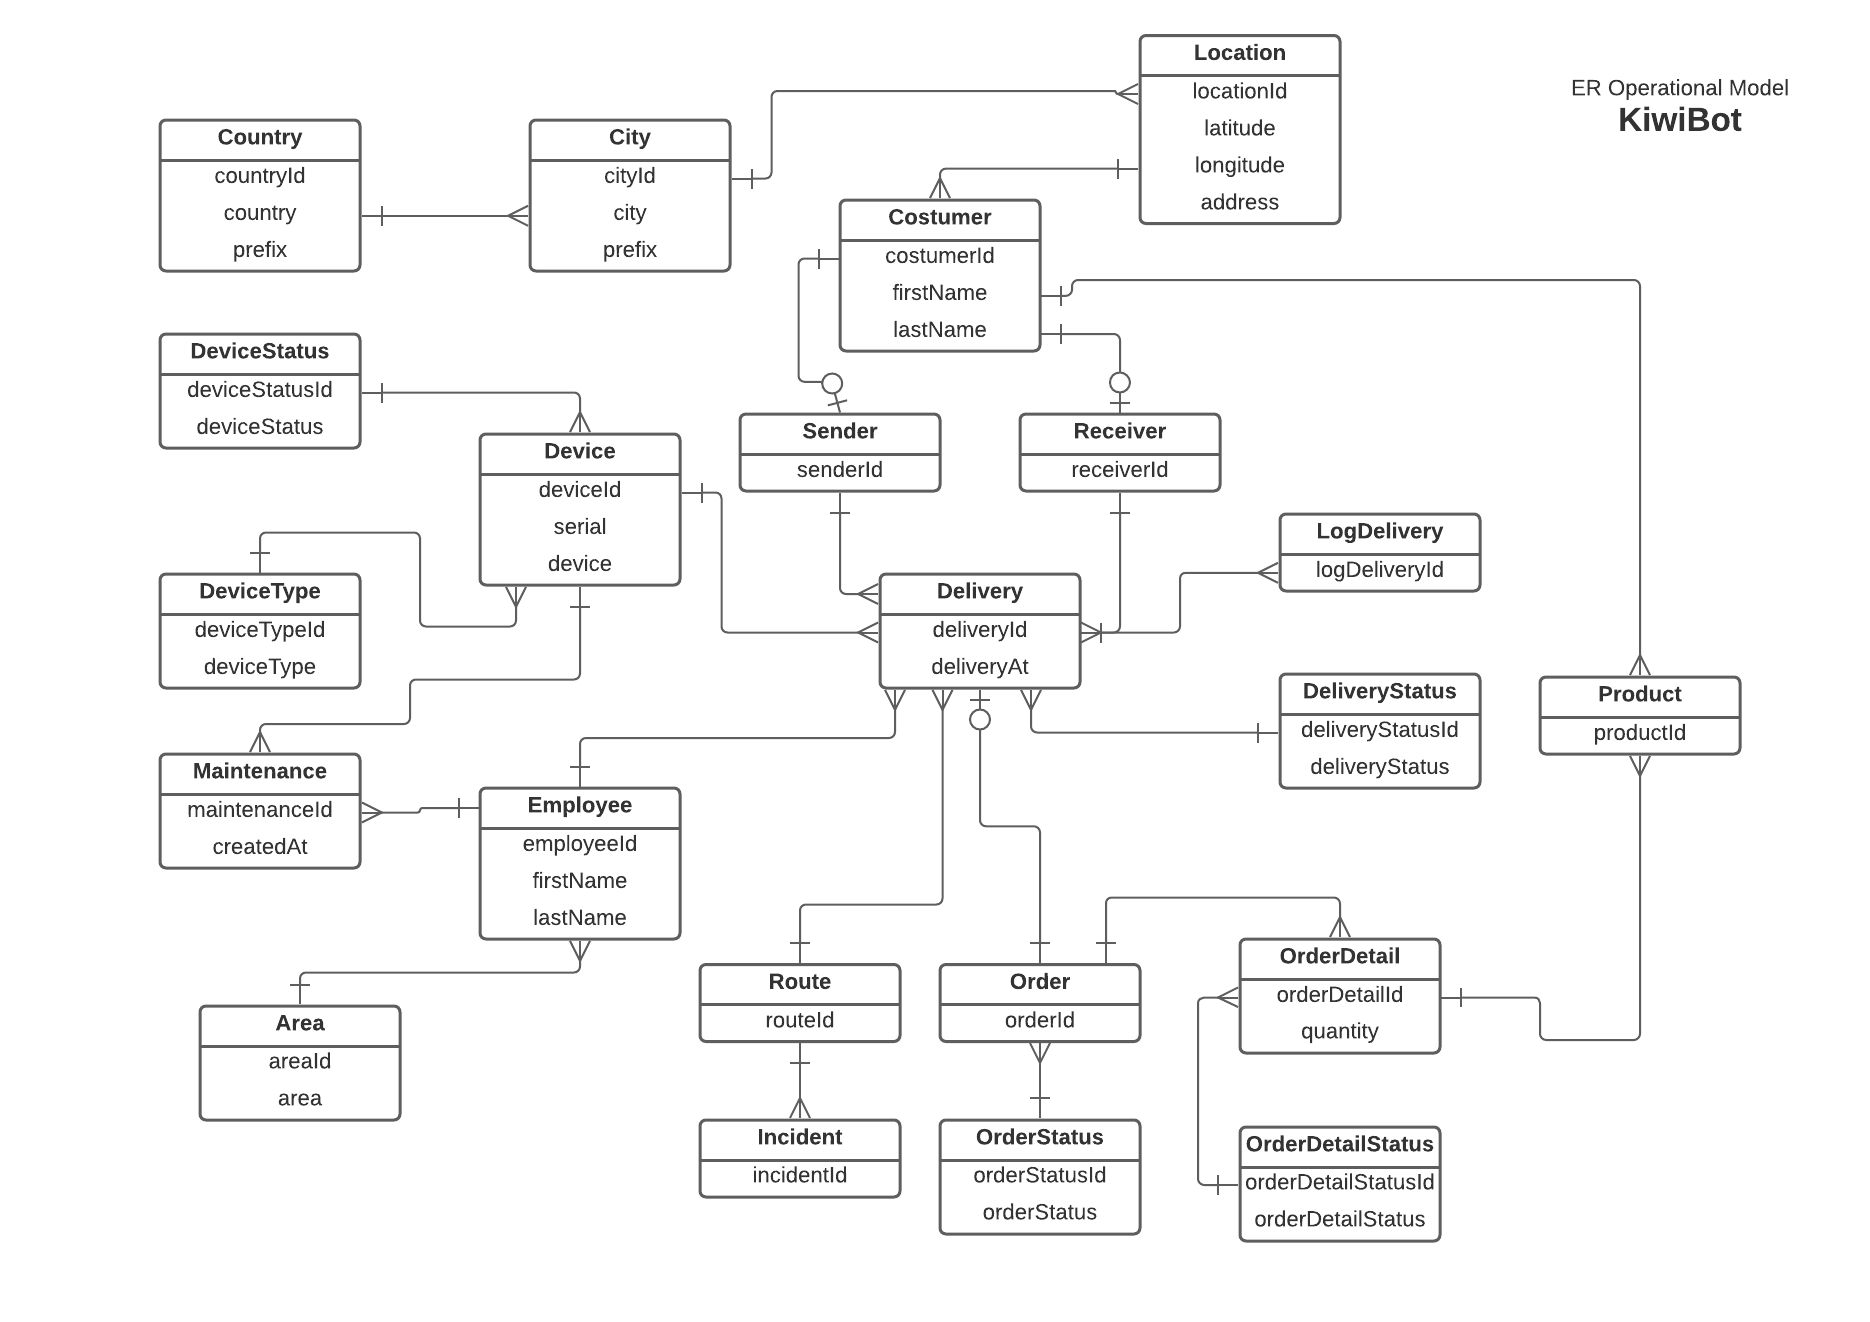 ER Operational Model
KiwiBot
Location
locationId
latitude
longitude
address
Country
countryId
country
prefix
City
cityId
city
prefix
Costumer
costumerId
firstName
lastName
DeviceStatus
deviceStatusId
deviceStatus
Device
deviceId
serial
device
Sender
senderId
Receiver
receiverId
LogDelivery
logDeliveryId
DeviceType
deviceTypeId
deviceType
Delivery
deliveryId
deliveryAt
DeliveryStatus
deliveryStatusId
deliveryStatus
Product
productId
Maintenance
maintenanceId
createdAt
Employee
employeeId
firstName
lastName
Area
areaId
area
Route
routeId
Order
orderId
OrderDetail
orderDetailId
quantity
Incident
incidentId
OrderStatus
orderStatusId
orderStatus
OrderDetailStatus
orderDetailStatusId
orderDetailStatus